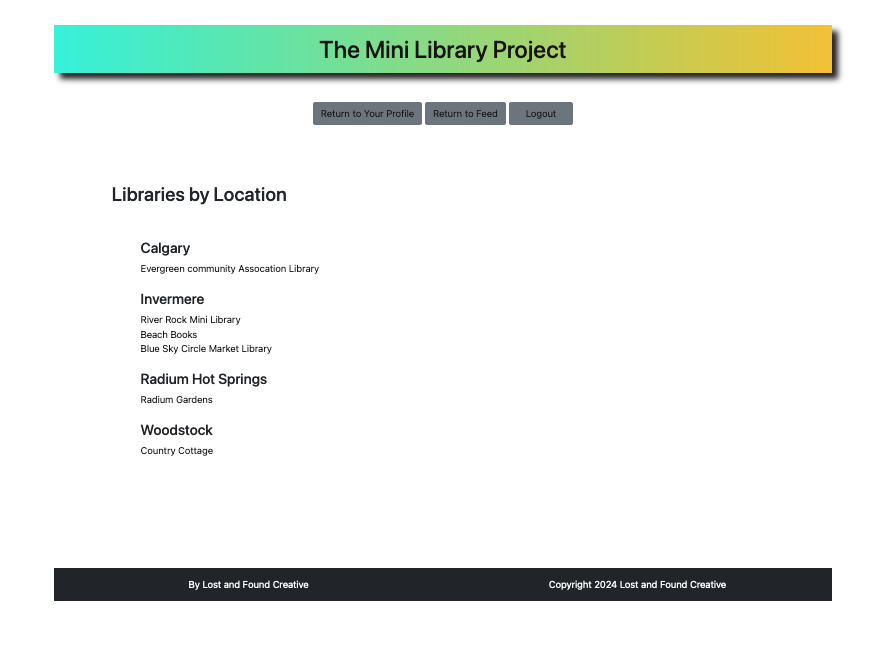 The Mini Library Project
Return to Your Profile Return to Feed Logout
Libraries by Location
Calgary
Evergreen community Assocation Library
Invermere
River Rock Mini Library
Beach Books
Blue Sky Circle Market Library
Radium Hot Springs
Radium Gardens
Woodstock
Country Cottage
By Lost and Found Creative Copyright 2024 Lost and Found Creative